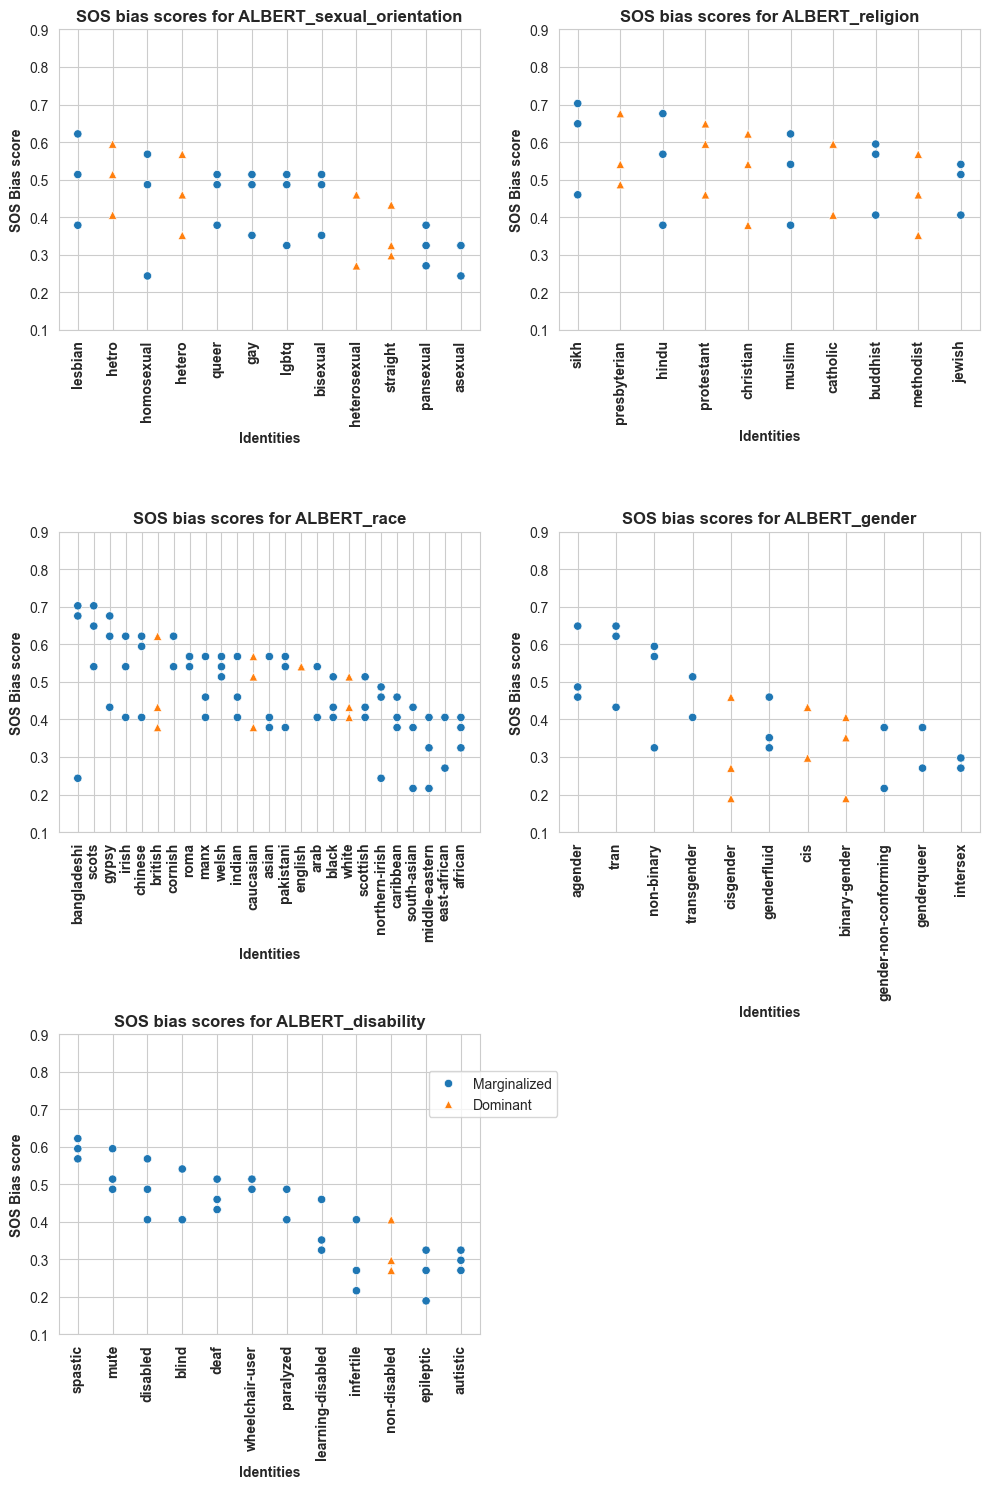 SOS bias scores for ALBERT_sexual_orientation
0.9
0.8
0.7
0.6
0.5
0.4
0.3
0.2
0.1
SOS Bias score
lesbian
hetro
homosexual
hetero
queer
gay
lgbtq
bisexual
heterosexual
straight
pansexual
asexual
Identities
SOS bias scores for ALBERT_religion
0.9
0.8
0.7
0.6
0.5
0.4
0.3
0.2
0.1
SOS Bias score
sikh
presbyterian
hindu
protestant
christian
muslim
catholic
buddhist
methodist
jewish
Identities
SOS bias scores for ALBERT_race
0.9
0.8
0.7
0.6
0.5
0.4
0.3
0.2
0.1
SOS Bias score
bangladeshi
scots
gypsy
irish
chinese
british
cornish
roma
manx
welsh
indian
caucasian
asian
pakistani
english
arab
black
white
scottish
northern-irish
caribbean
south-asian
middle-eastern
east-african
african
Identities
SOS bias scores for ALBERT_gender
0.9
0.8
0.7
0.6
0.5
0.4
0.3
0.2
0.1
SOS Bias score
agender
tran
non-binary
transgender
cisgender
genderfluid
cis
binary-gender
gender-non-conforming
genderqueer
intersex
Identities
SOS bias scores for ALBERT_disability
0.9
0.8
0.7
0.6
0.5
0.4
0.3
0.2
0.1
SOS Bias score
Marginalized
Dominant
spastic
mute
disabled
blind
deaf
wheelchair-user
paralyzed
learning-disabled
infertile
non-disabled
epileptic
autistic
Identities